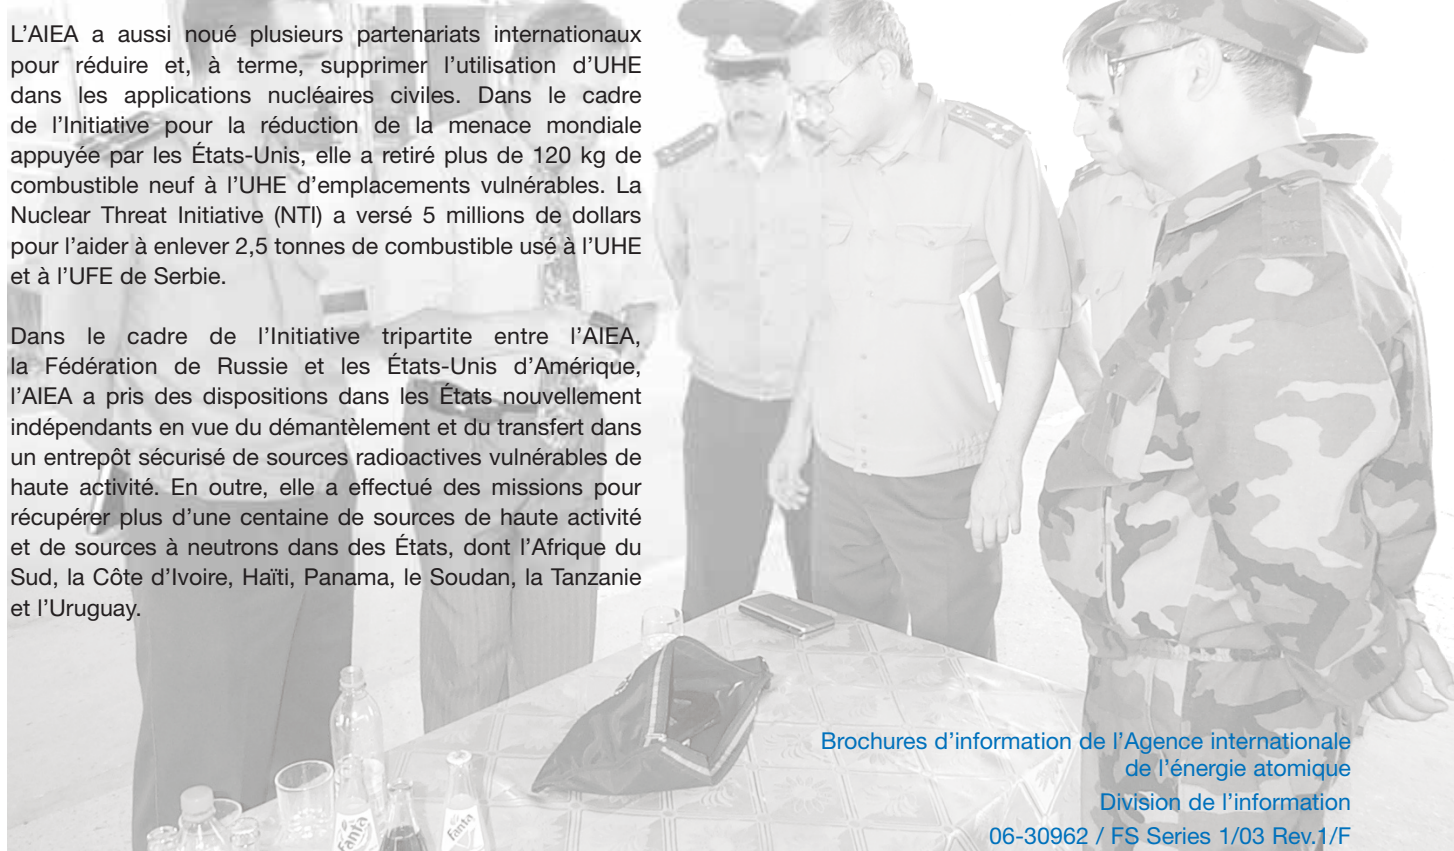 L’AIEA a aussi noué plusieurs partenariats internationaux
pour réduire et, à terme, supprimer l’utilisation d’UHE
dans les applications nucléaires civiles. Dans le cadre
de l’Initiative pour la réduction de la menace mondiale
appuyée par les États-Unis, elle a retiré plus de 120 kg de
combustible neuf à l’UHE d’emplacements vulnérables. La
Nuclear Threat Initiative (NTI) a versé 5 millions de dollars
pour l’aider à enlever 2,5 tonnes de combustible usé à l’UHE
et à l’UFE de Serbie.
Dans le cadre de l’Initiative tripartite entre l’AIEA,
la Fédération de Russie et les États-Unis d’Amérique,
l’AIEA a pris des dispositions dans les États nouvellement
indépendants en vue du démantèlement et du transfert dans
un entrepôt sécurisé de sources radioactives vulnérables de
haute activité. En outre, elle a effectué des missions pour
récupérer plus d’une centaine de sources de haute activité
et de sources à neutrons dans des États, dont l’Afrique du
Sud, la Côte d’Ivoire, Haïti, Panama, le Soudan, la Tanzanie
et l’Uruguay.
Fanta
Fanta
Brochures d’information de l’Agence internationale
de l’énergie atomique
Division de l’information
06-30962 / FS Series 1/03 Rev.1/F